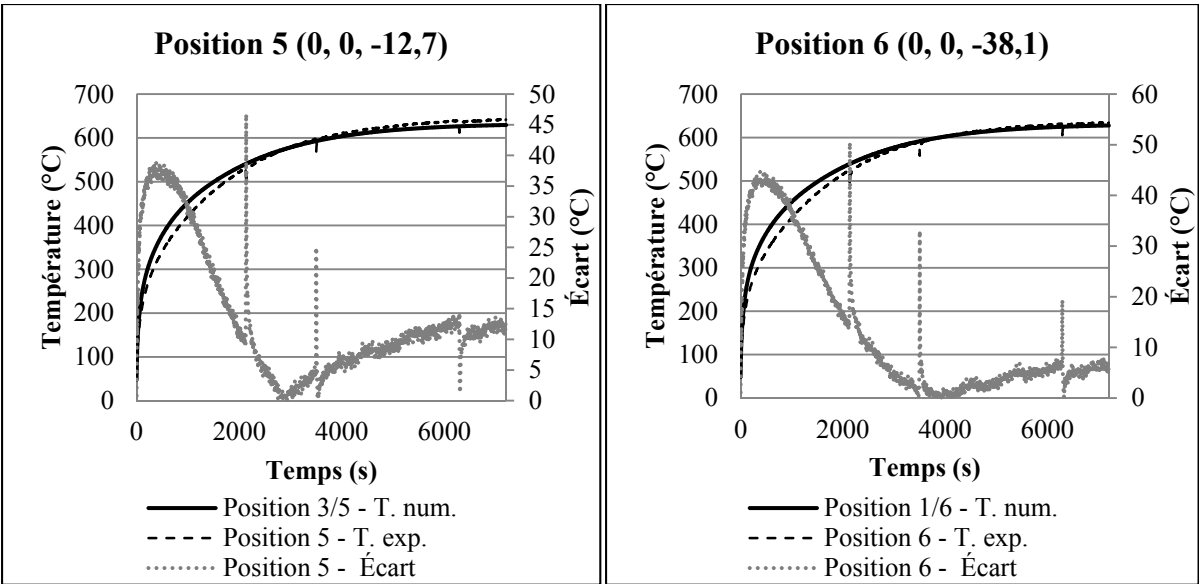 Position 5 (0, 0, -12,7)
Température (°C)
700
600
500
400
300
200
100
0
50
45
40
35
30
25
20
15
10
5
0
Écart (°C)
0 2000 4000 6000
Temps (s)
Position 3/5 - T. num.
Position 5 - T. exp.
Position 5 - Écart
Position 6 (0, 0, -38,1)
Température (°C)
700
600
500
400
300
200
100
0
60
50
40
30
20
10
0
Écart (°C)
0 2000 4000 6000
Temps (s)
Position 1/6 - T. num.
Position 6 - T. exp.
Position 6 - Écart